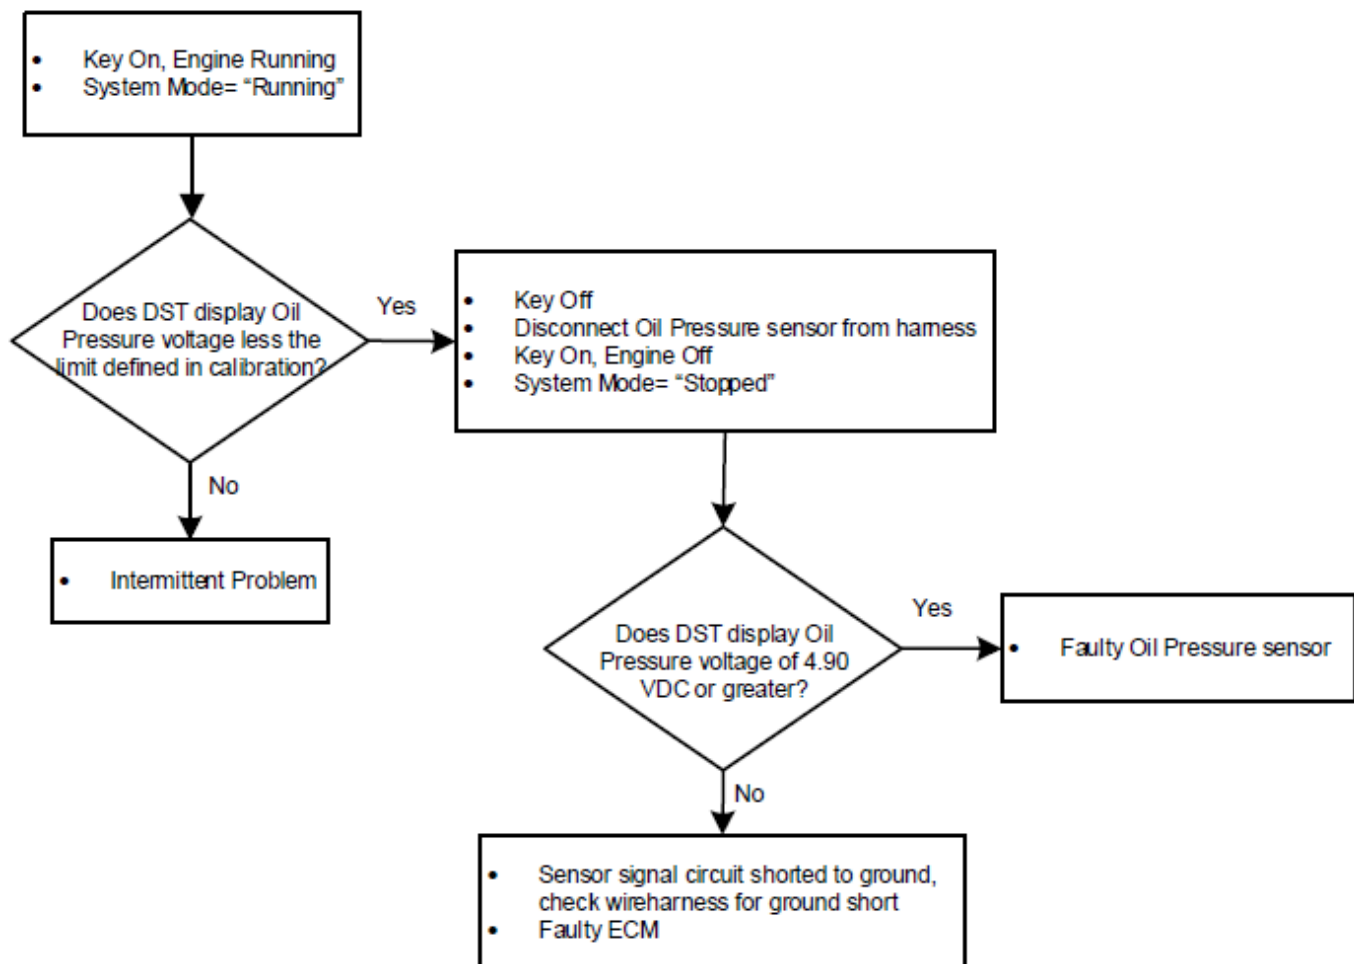 • Key On, Engine Running
• System Mode= “Running”
Does DST display Oil
Pressure voltage less the
limit defined in calibration?
Yes
• Key Off
• Disconnect Oil Pressure sensor from harness
• Key On, Engine Off
• System Mode= “Stopped”
No
• Intermittent Problem
Does DST display Oil
Pressure voltage of 4.90
VDC or greater?
Yes
• Faulty Oil Pressure sensor
No
• Sensor signal circuit shorted to ground,
check wireharness for ground short
• Faulty ECM